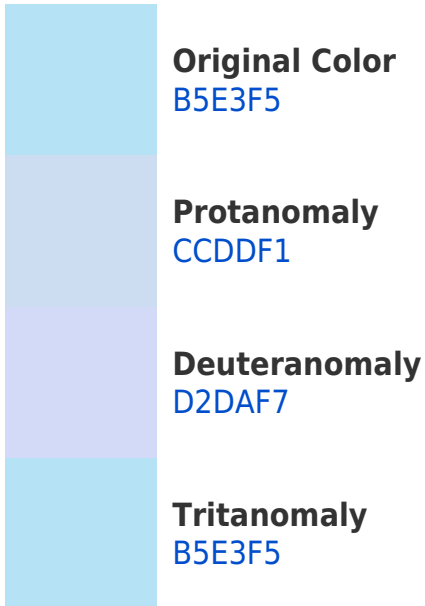 Original Color
B5E3F5
Protanomaly
CCDDF1
Deuteranomaly
D2DAF7
Tritanomaly
B5E3F5